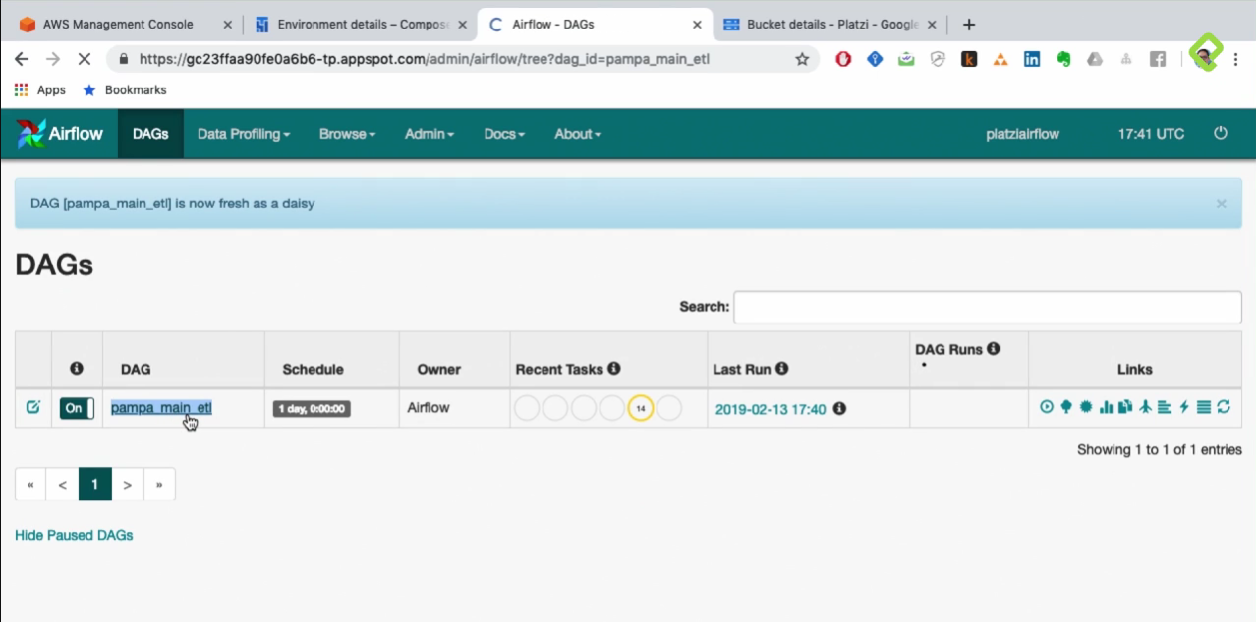 AWS Management Console
Environment details – Compose
Airflow - DAGs
Bucket details - Platzi - Google
https://gc23ffaa90fe0a6b6-tp.appspot.com/admin/airflow/tree?dag_id=pampa_main_etl
Apps Bookmarks
Airflow DAGs Data Profiling Browse Admin Docs About platziairflow 17:41 UTC
DAG [pampa_main_etl] is now fresh as a daisy ×
DAGs
Search:
DAG Schedule Owner Recent Tasks Last Run DAG Runs Links
On pampa_main_etl 1 day, 0:00:00 Airflow 14 2019-02-13 17:40
Showing 1 to 1 of 1 entries
« < 1 > »
Hide Paused DAGs